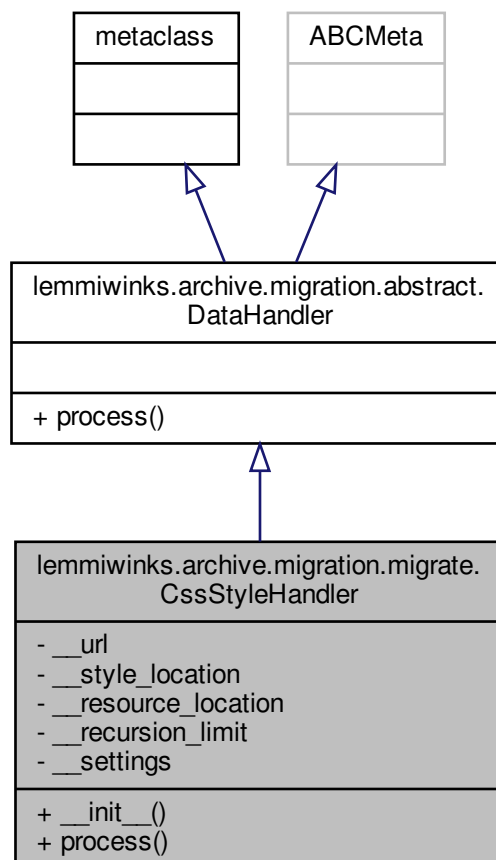 metaclass
ABCMeta
lemmiwinks.archive.migration.abstract.
DataHandler
+ process()
lemmiwinks.archive.migration.migrate.
CssStyleHandler
- __url
- __style_location
- __resource_location
- __recursion_limit
- __settings
+ __init__()
+ process()